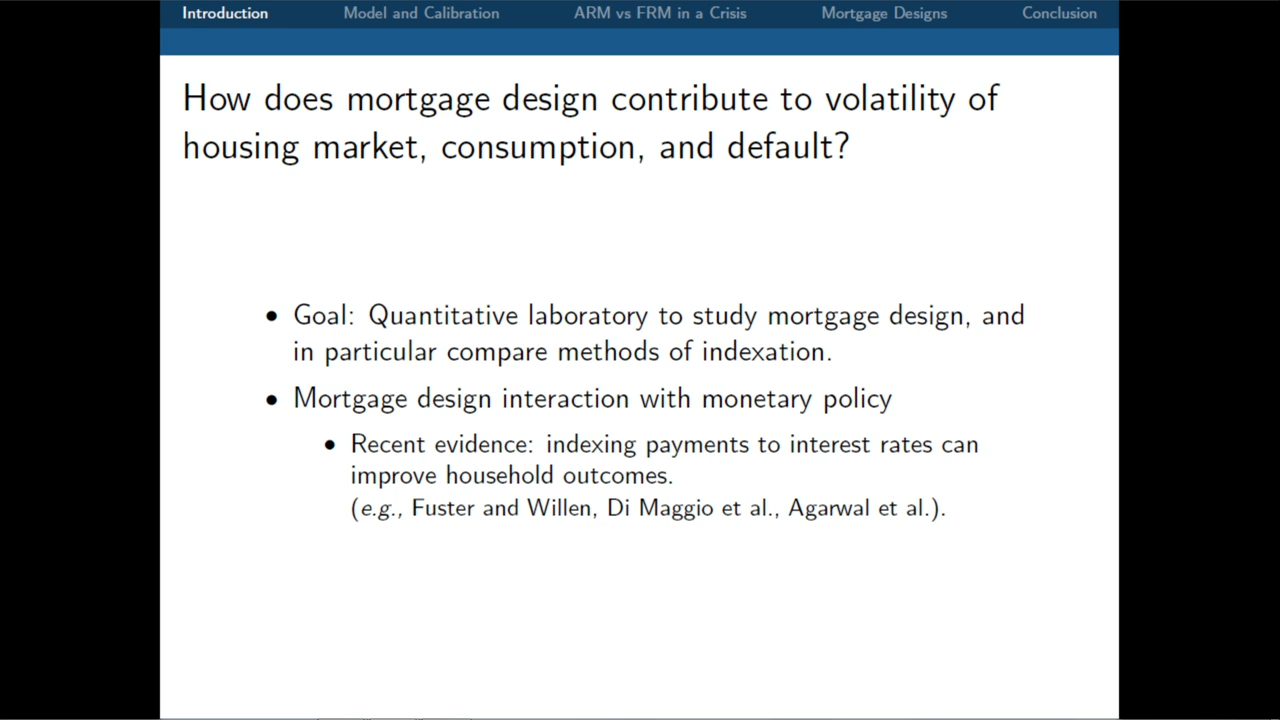 Introduction Model and Calibration ARM vs FRM in a Crisis Mortgage Designs Conclusion
How does mortgage design contribute to volatility of
housing market, consumption, and default?
• Goal: Quantitative laboratory to study mortgage design, and
in particular compare methods of indexation.
• Mortgage design interaction with monetary policy
• Recent evidence: indexing payments to interest rates can
improve household outcomes.
(e.g., Fuster and Willen, Di Maggio et al., Agarwal et al.).